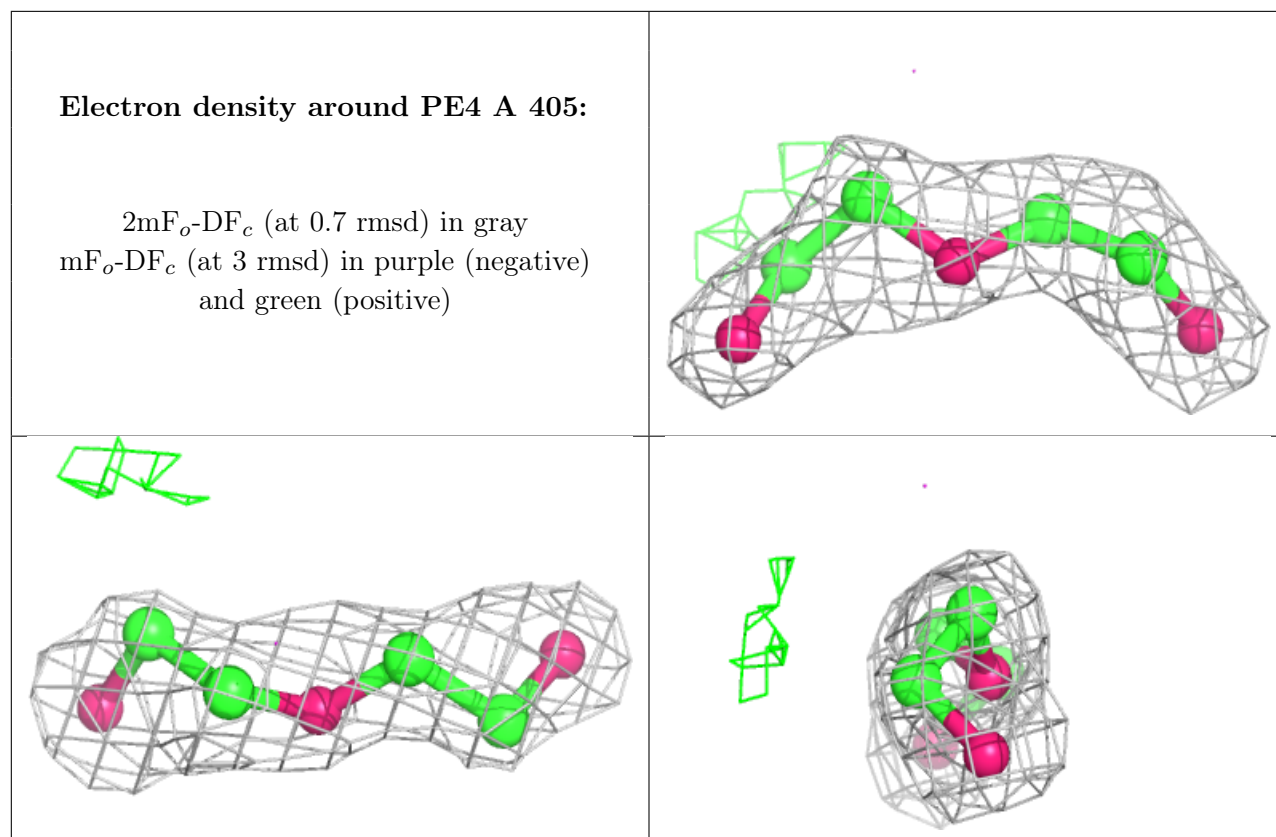 Electron density around PE4 A 405:
2mFₒ-DF𝒸 (at 0.7 rmsd) in gray
mFₒ-DF𝒸 (at 3 rmsd) in purple (negative)
and green (positive)